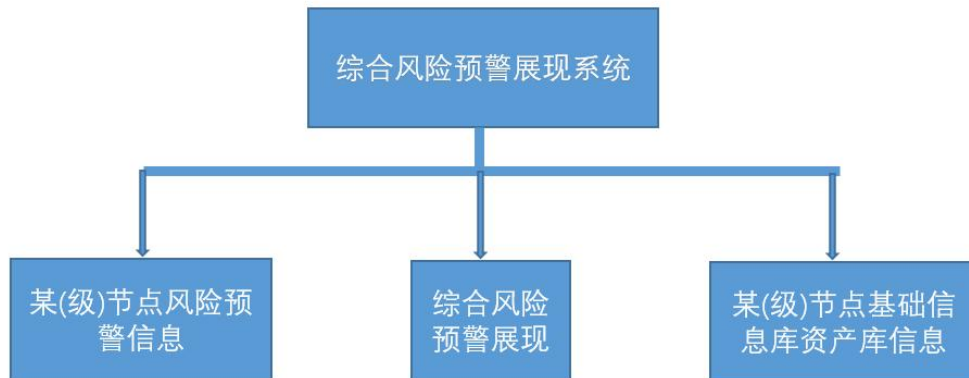 综合风险预警展现系统
某(级)节点风险预
警信息
综合风险
预警展现
某(级)节点基础信
息库资产库信息